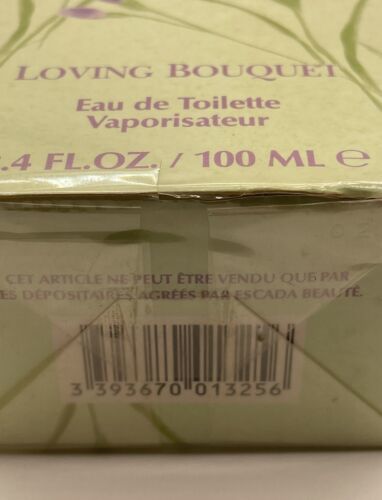 LOVING BOUQUET
Eau de Toilette
Vaporisateur
.4 FL.OZ. / 100 ML ℮
CET ARTICLE NE PEUT ÊTRE VENDU QUE PAR
ES DÉPOSITAIRES AGRÉÉS PAR ESCADA BEAUTÉ.
3 393670 013256